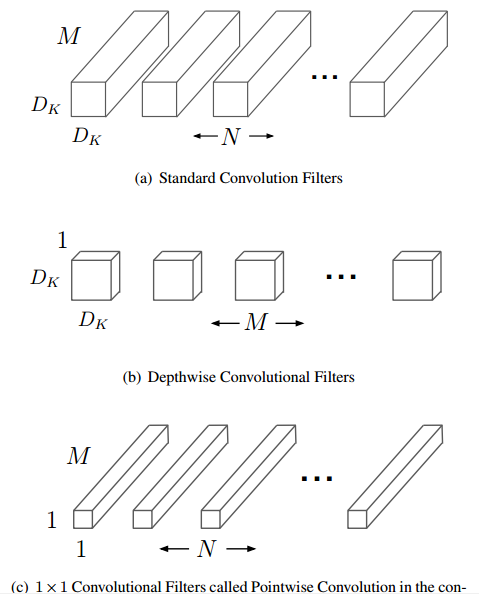 M
D_K
D_K
← N →
...
(a) Standard Convolution Filters
1
D_K
D_K
← M →
...
(b) Depthwise Convolutional Filters
M
1
1
← N →
...
(c) 1 × 1 Convolutional Filters called Pointwise Convolution in the con-